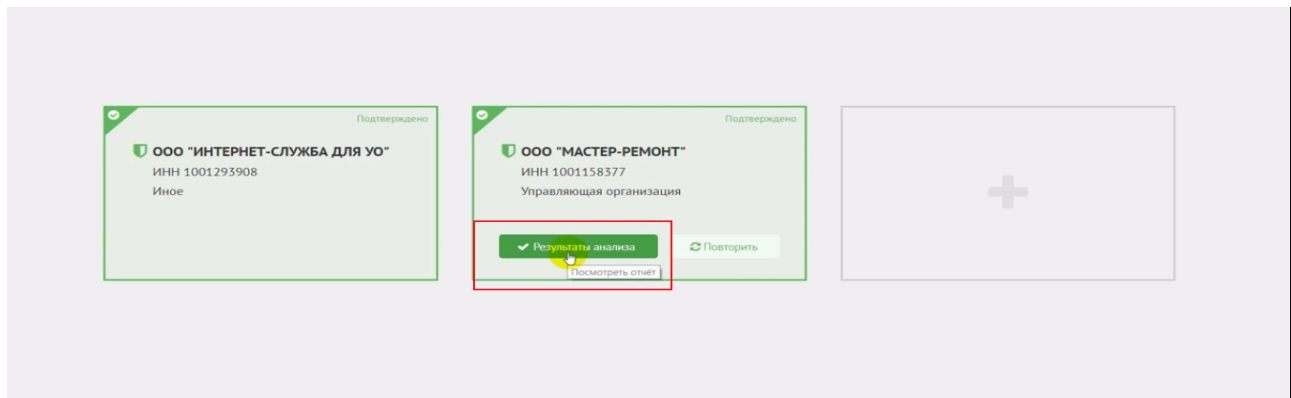 Подтверждено
ООО "ИНТЕРНЕТ-СЛУЖБА ДЛЯ УО"
ИНН 1001293908
Иное
Подтверждено
ООО "МАСТЕР-РЕМОНТ"
ИНН 1001158377
Управляющая организация
Результаты анализа
Повторить
Посмотреть отчёт